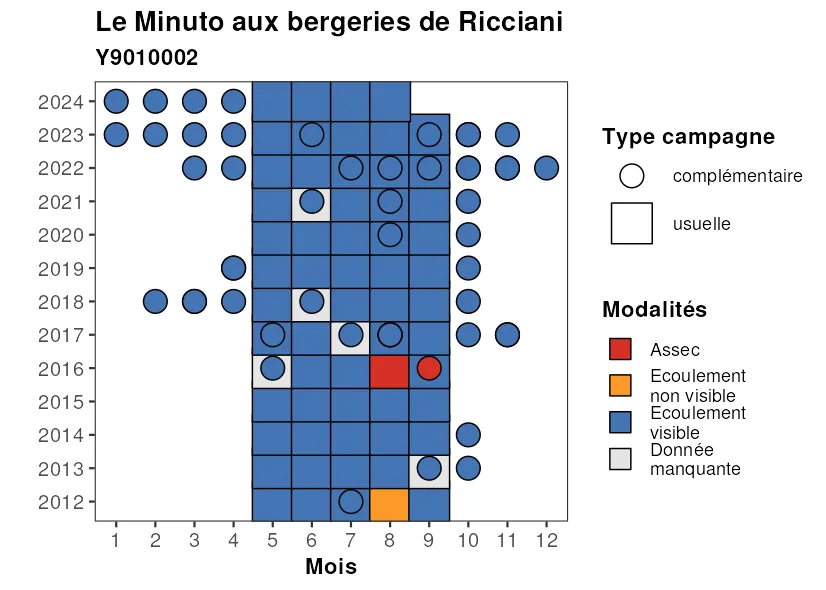 Le Minuto aux bergeries de Ricciani
Y9010002
2024
2023
2022
2021
2020
2019
2018
2017
2016
2015
2014
2013
2012
1 2 3 4 5 6 7 8 9 10 11 12
Mois
Type campagne
complémentaire
usuelle
Modalités
Assec
Ecoulement
non visible
Ecoulement
visible
Donnée
manquante